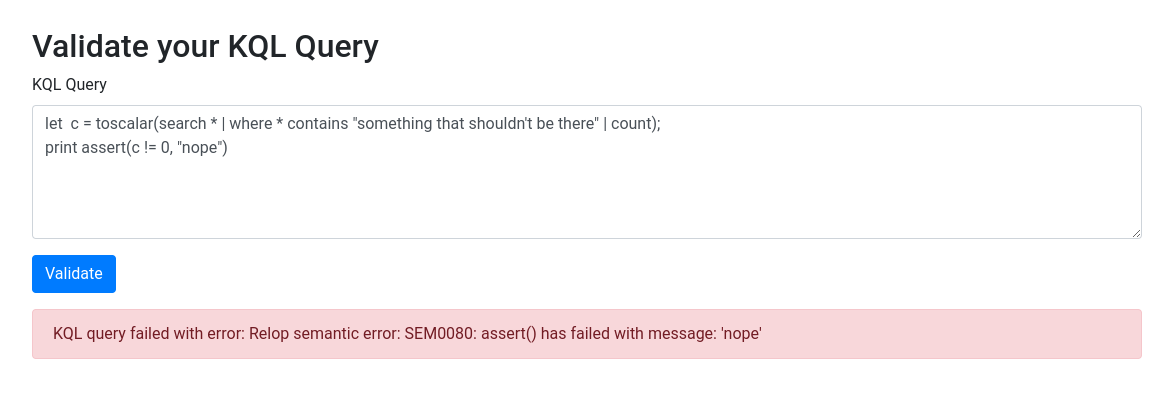 Validate your KQL Query
KQL Query
let  c = toscalar(search * | where * contains "something that shouldn't be there" | count);
print assert(c != 0, "nope")
Validate
KQL query failed with error: Relop semantic error: SEM0080: assert() has failed with message: 'nope'